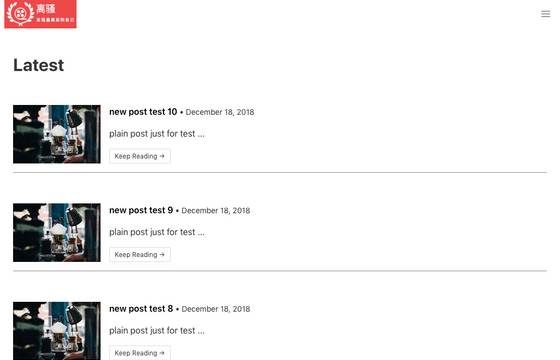 离骚
Latest
new post test 10 • December 18, 2018
plain post just for test ...
Keep Reading →
new post test 9 • December 18, 2018
plain post just for test ...
Keep Reading →
new post test 8 • December 18, 2018
plain post just for test ...
Keep Reading →